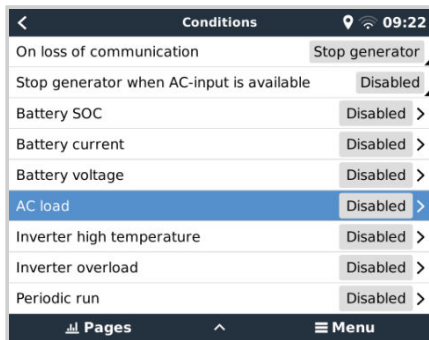 Conditions 09:22
On loss of communication Stop generator
Stop generator when AC-input is available Disabled
Battery SOC Disabled
Battery current Disabled
Battery voltage Disabled
AC load Disabled
Inverter high temperature Disabled
Inverter overload Disabled
Periodic run Disabled
Pages Menu